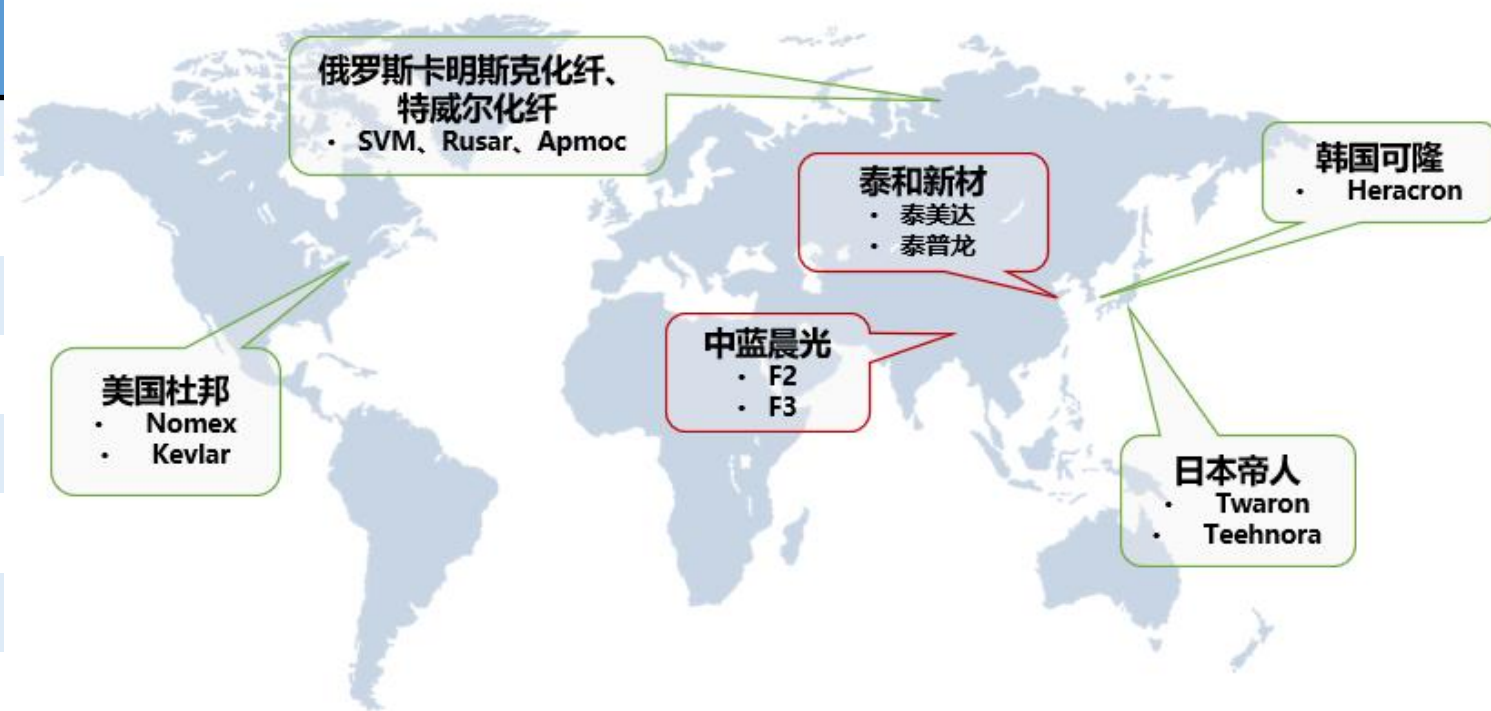 俄罗斯卡明斯克化纤、
特威尔化纤
• SVM、Rusar、Apmoc
泰和新材
• 泰美达
• 泰普龙
韩国可隆
• Heracron
中蓝晨光
• F2
• F3
美国杜邦
• Nomex
• Kevlar
日本帝人
• Twaron
• Teehnora